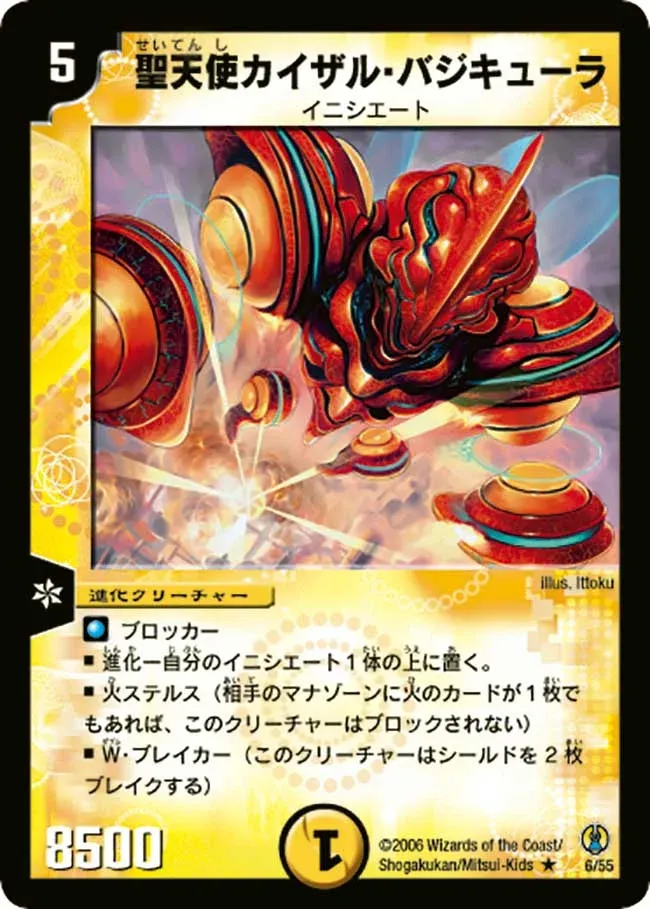 5
せいてんし
聖天使カイザル・バジキューラ
イニシエート
illus. Ittoku
進化クリーチャー
ブロッカー
■ 進化ー自分のイニシエート1体の上に置く。
■ 火ステルス（相手のマナゾーンに火のカードが1枚で
もあれば、このクリーチャーはブロックされない）
■ W・ブレイカー（このクリーチャーはシールドを2枚
ブレイクする）
8500
1
©2006 Wizards of the Coast/
Shogakukan/Mitsui-Kids ★ 6/55